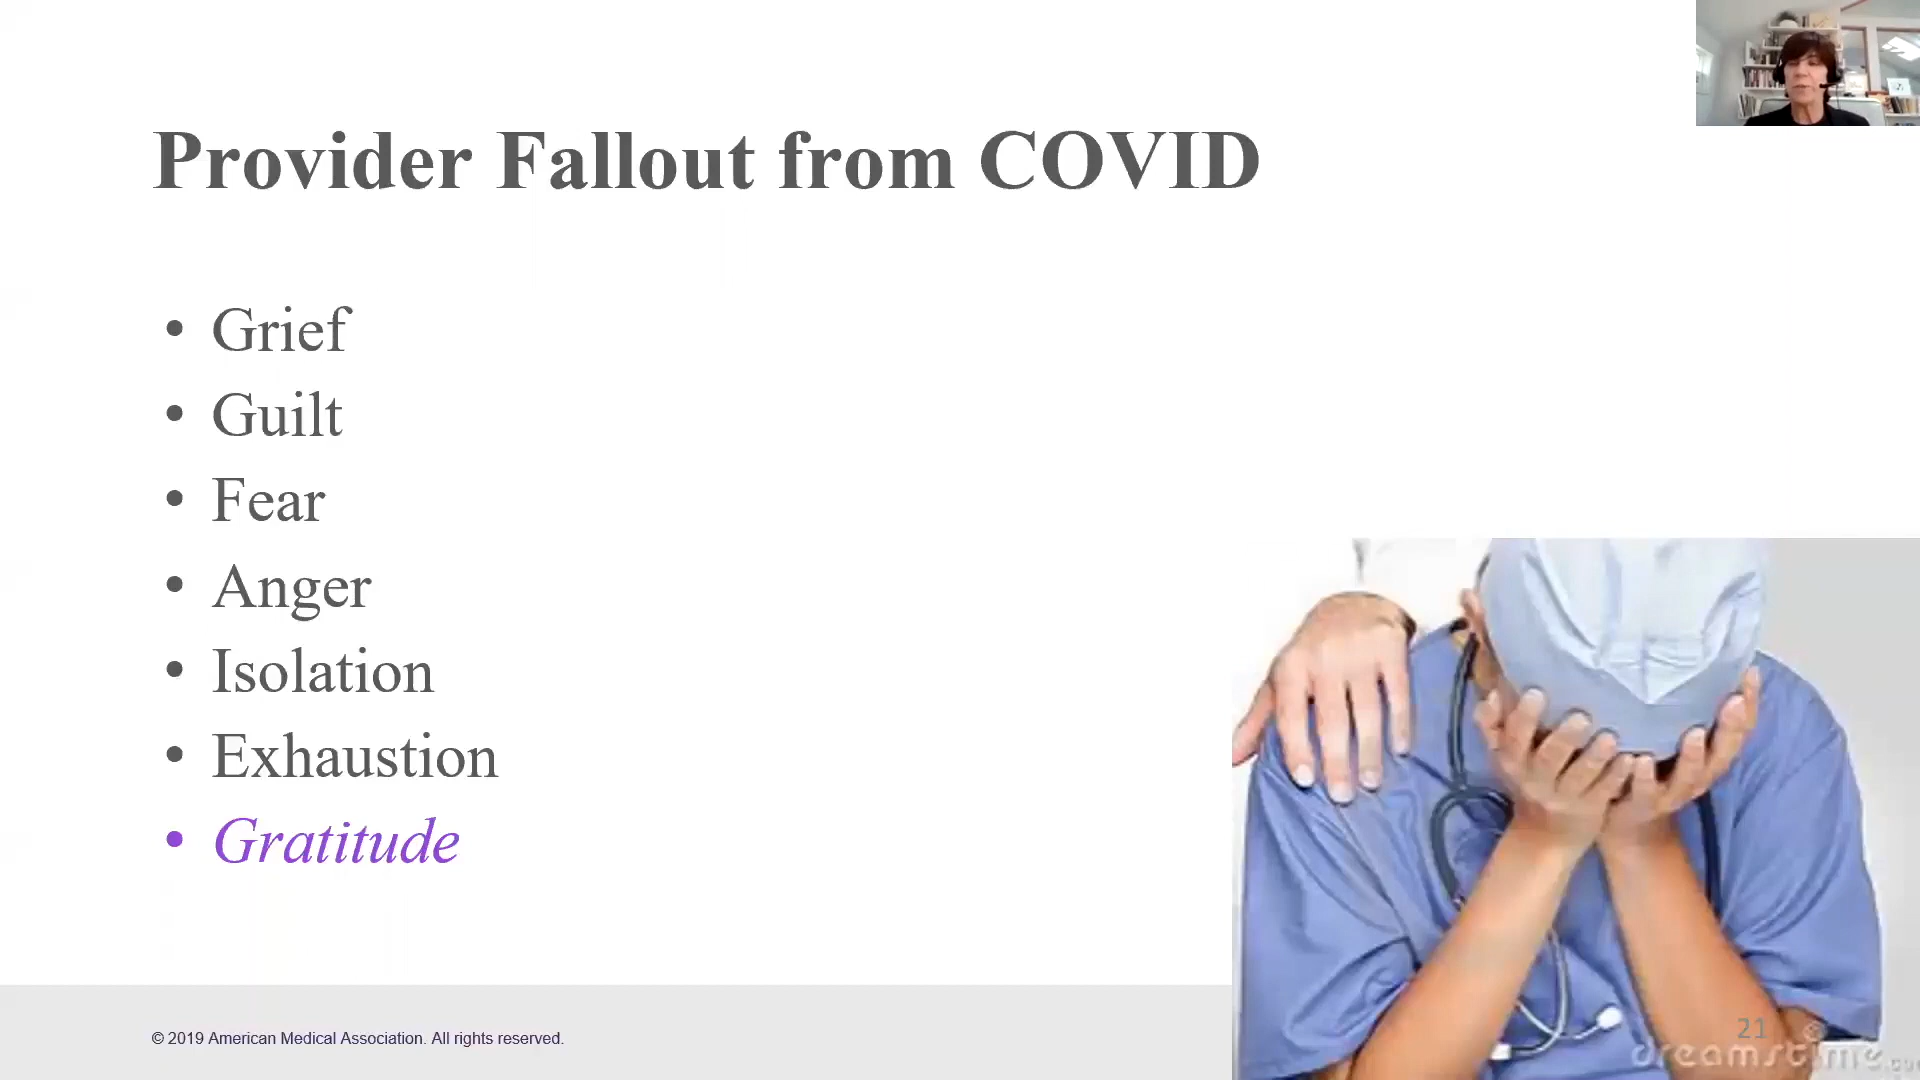 Provider Fallout from COVID
• Grief
• Guilt
• Fear
• Anger
• Isolation
• Exhaustion
• Gratitude
© 2019 American Medical Association. All rights reserved.
21
dreamstime.co